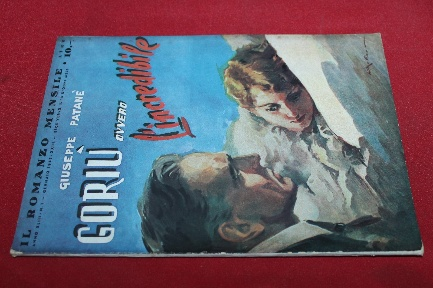 IL ROMANZO MENSILE
L. 10.-
GIUSEPPE PATANÈ
GORIÙ
OVVERO
L'incredibile